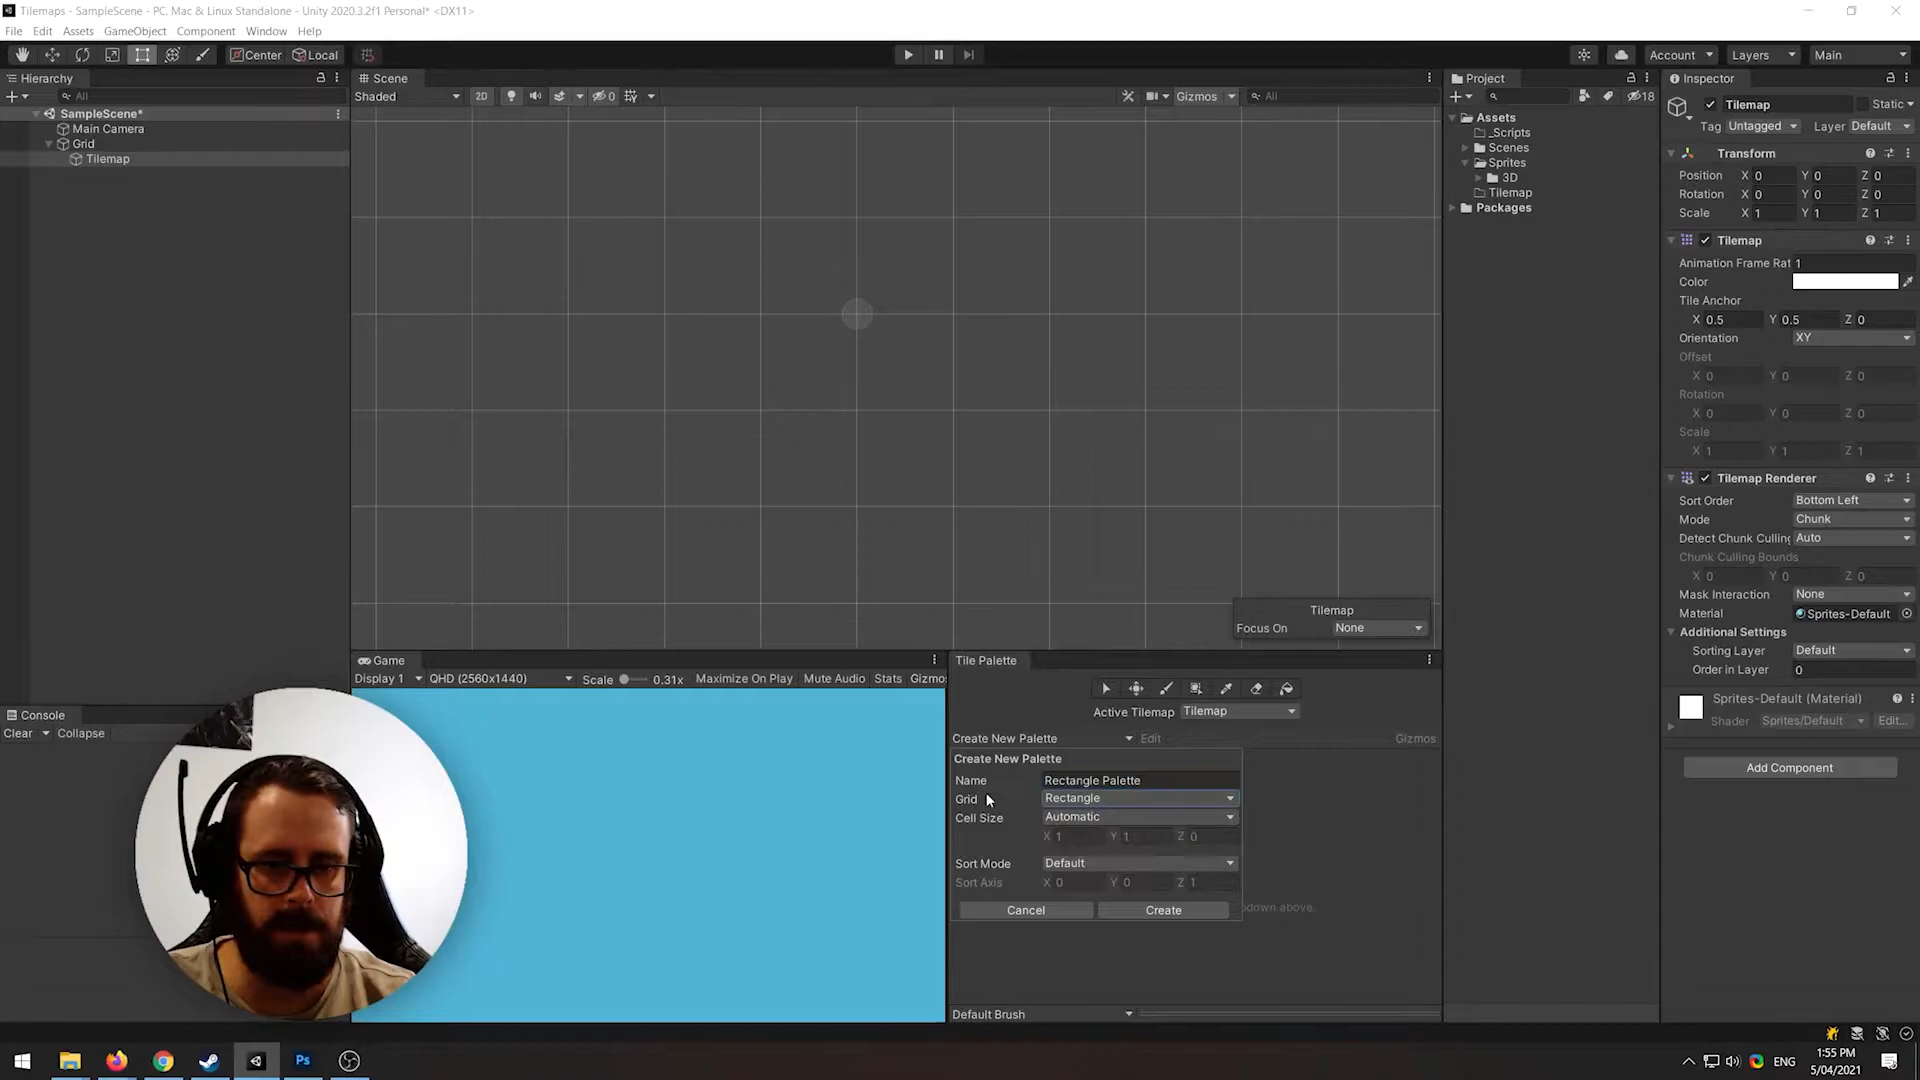 Tilemaps - SampleScene - PC, Mac & Linux Standalone - Unity 2020.3.2f1 Personal* <DX11>
File Edit Assets GameObject Component Window Help
Center Local
Account Layers Main
Hierarchy
All
SampleScene*
Main Camera
Grid
Tilemap
Scene
Shaded 2D 0 Gizmos All
Tilemap
Focus On None
Project
18
Assets
_Scripts
Scenes
Sprites
3D
Tilemap
Packages
Inspector
Tilemap Static
Tag Untagged Layer Default
Transform
Position X 0 Y 0 Z 0
Rotation X 0 Y 0 Z 0
Scale X 1 Y 1 Z 1
Tilemap
Animation Frame Rat 1
Color
Tile Anchor
X 0.5 Y 0.5 Z 0
Orientation XY
Offset
X 0 Y 0 Z 0
Rotation
X 0 Y 0 Z 0
Scale
X 1 Y 1 Z 1
Tilemap Renderer
Sort Order Bottom Left
Mode Chunk
Detect Chunk Culling Auto
Chunk Culling Bounds
X 0 Y 0 Z 0
Mask Interaction None
Material Sprites-Default
Additional Settings
Sorting Layer Default
Order in Layer 0
Sprites-Default (Material)
Shader Sprites/Default Edit...
Add Component
Console
Clear Collapse
Game
Display 1 QHD (2560x1440) Scale 0.31x Maximize On Play Mute Audio Stats Gizmo
Tile Palette
Active Tilemap Tilemap
Create New Palette Edit Gizmos
Create New Palette
Name Rectangle Palette
Grid Rectangle
Cell Size Automatic
X 1 Y 1 Z 0
Sort Mode Default
Sort Axis X 0 Y 0 Z 1
Cancel Create
odown above.
Default Brush
Ps
ENG
1:55 PM
5/04/2021